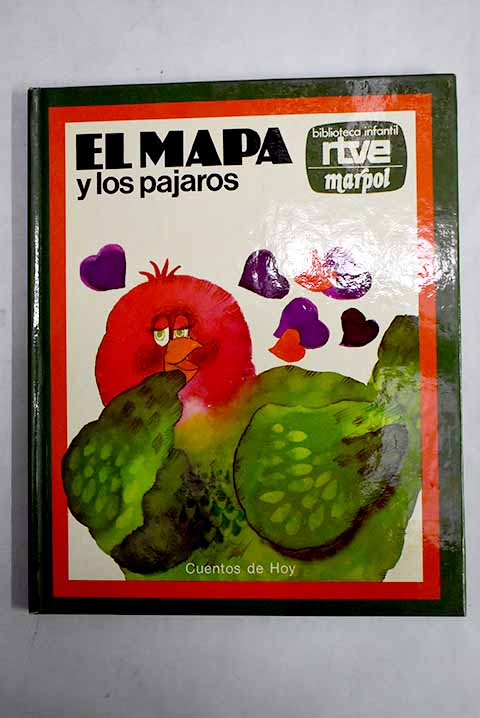 EL MAPA
y los pajaros
biblioteca infantil
rtve
marpol
Cuentos de Hoy